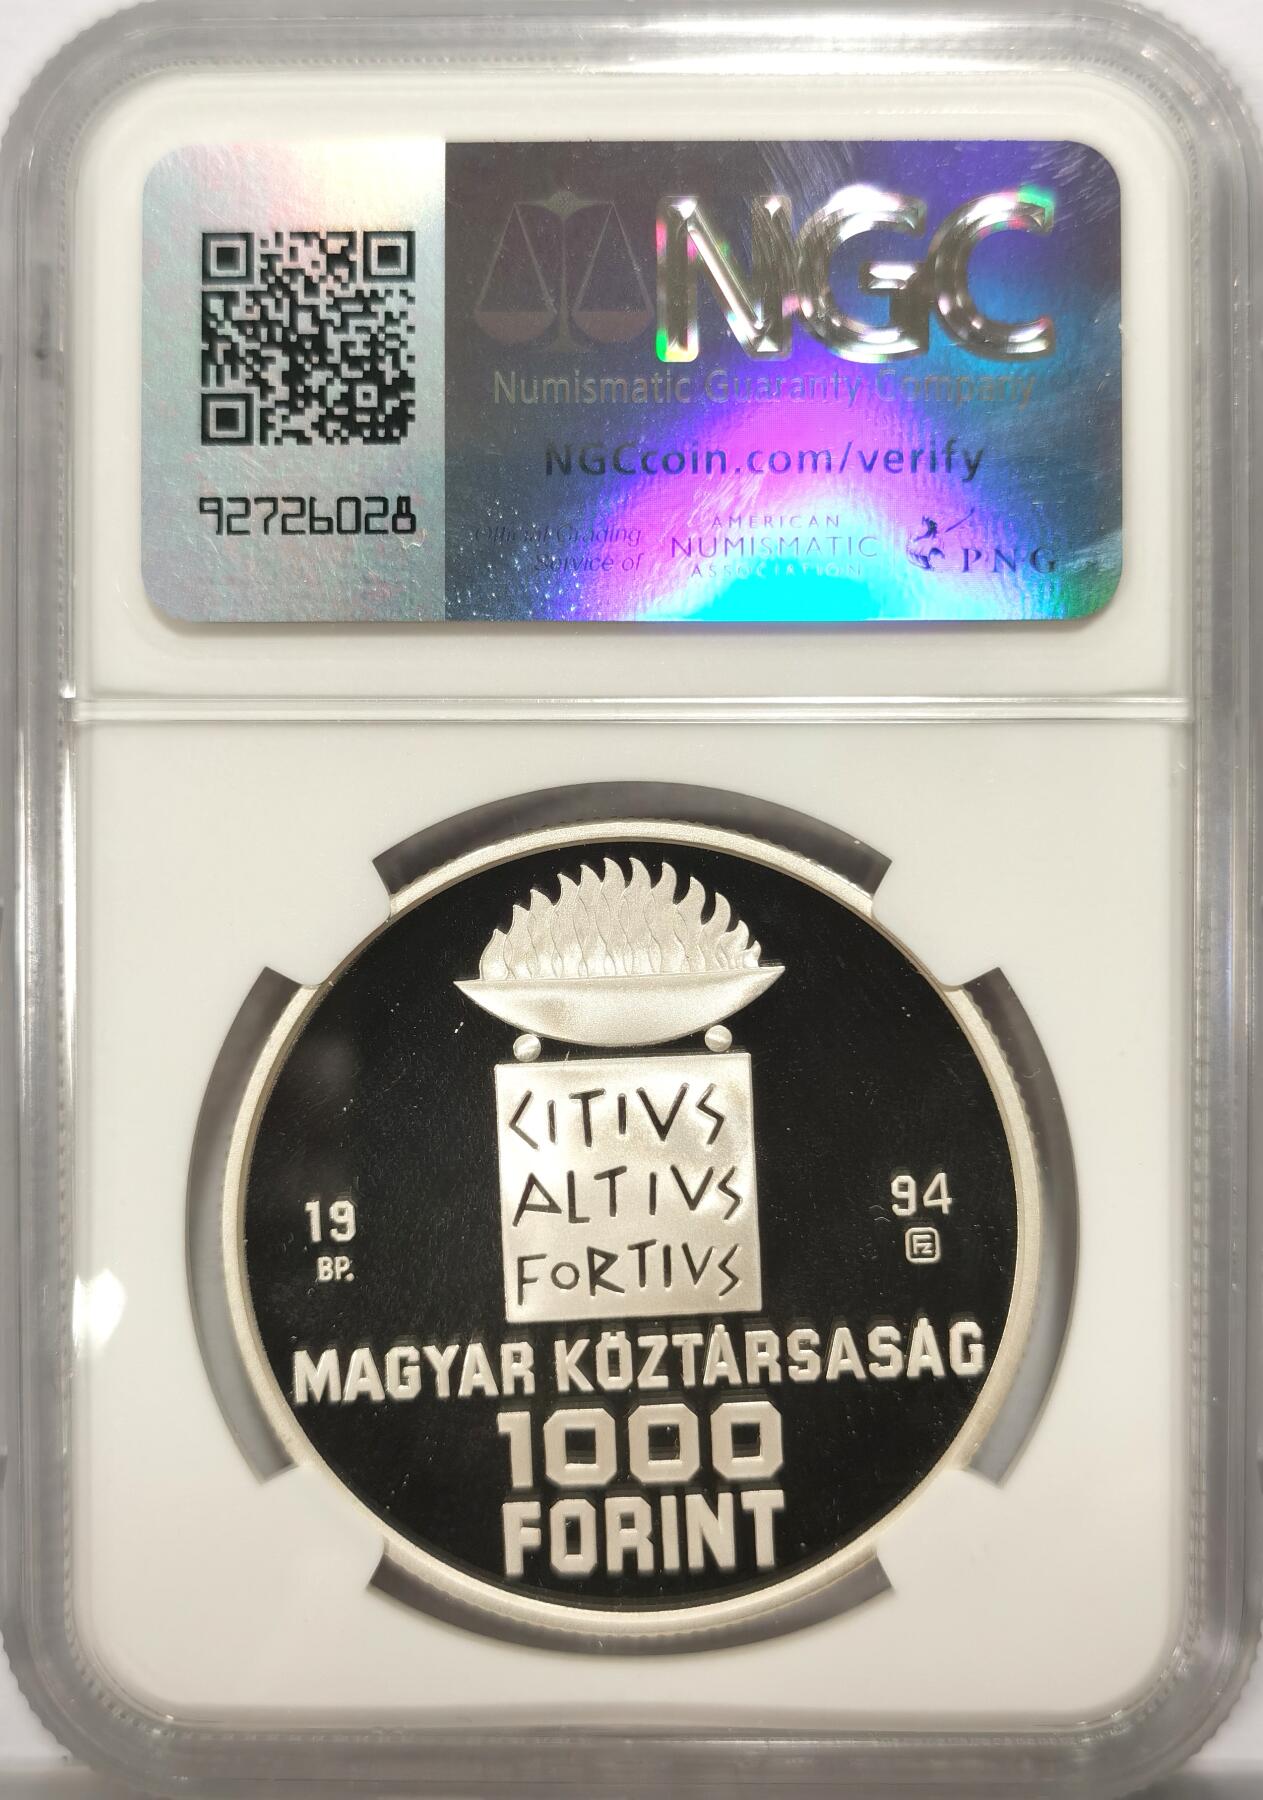 NGC
Numismatic Guaranty Company
NGCcoin.com/verify
92726028
Official Grading
Service of
AMERICAN
NUMISMATIC
ASSOCIATION
PNG
CITIVS
ALTIVS
FORTIVS
19 94
BP. FZ
MAGYAR KÖZTÁRSASÁG
1000
FORINT